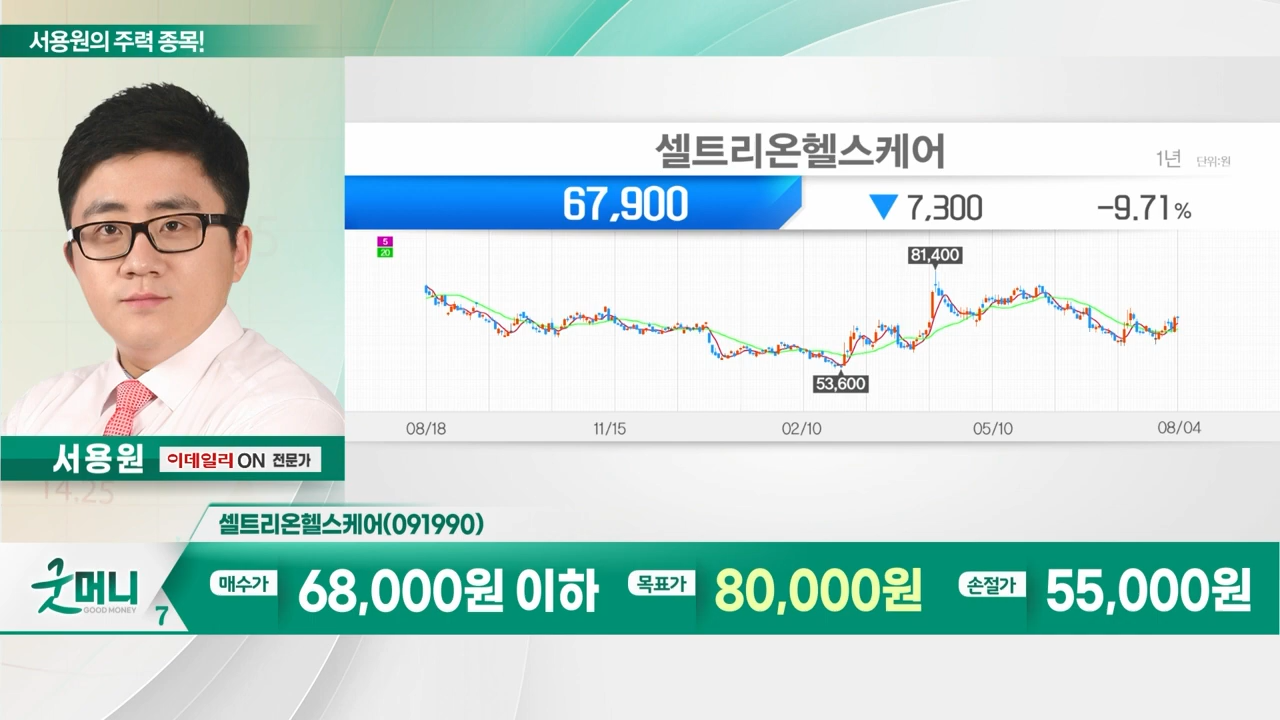 서용원의 주력 종목!
셀트리온헬스케어
1년 단위:원
67,900 ▼ 7,300 -9.71%
5
20
81,400
53,600
08/18 11/15 02/10 05/10 08/04
서용원 이데일리 ON 전문가
14.25
셀트리온헬스케어(091990)
굿머니
GOOD MONEY
7
매수가 68,000원 이하 목표가 80,000원 손절가 55,000원